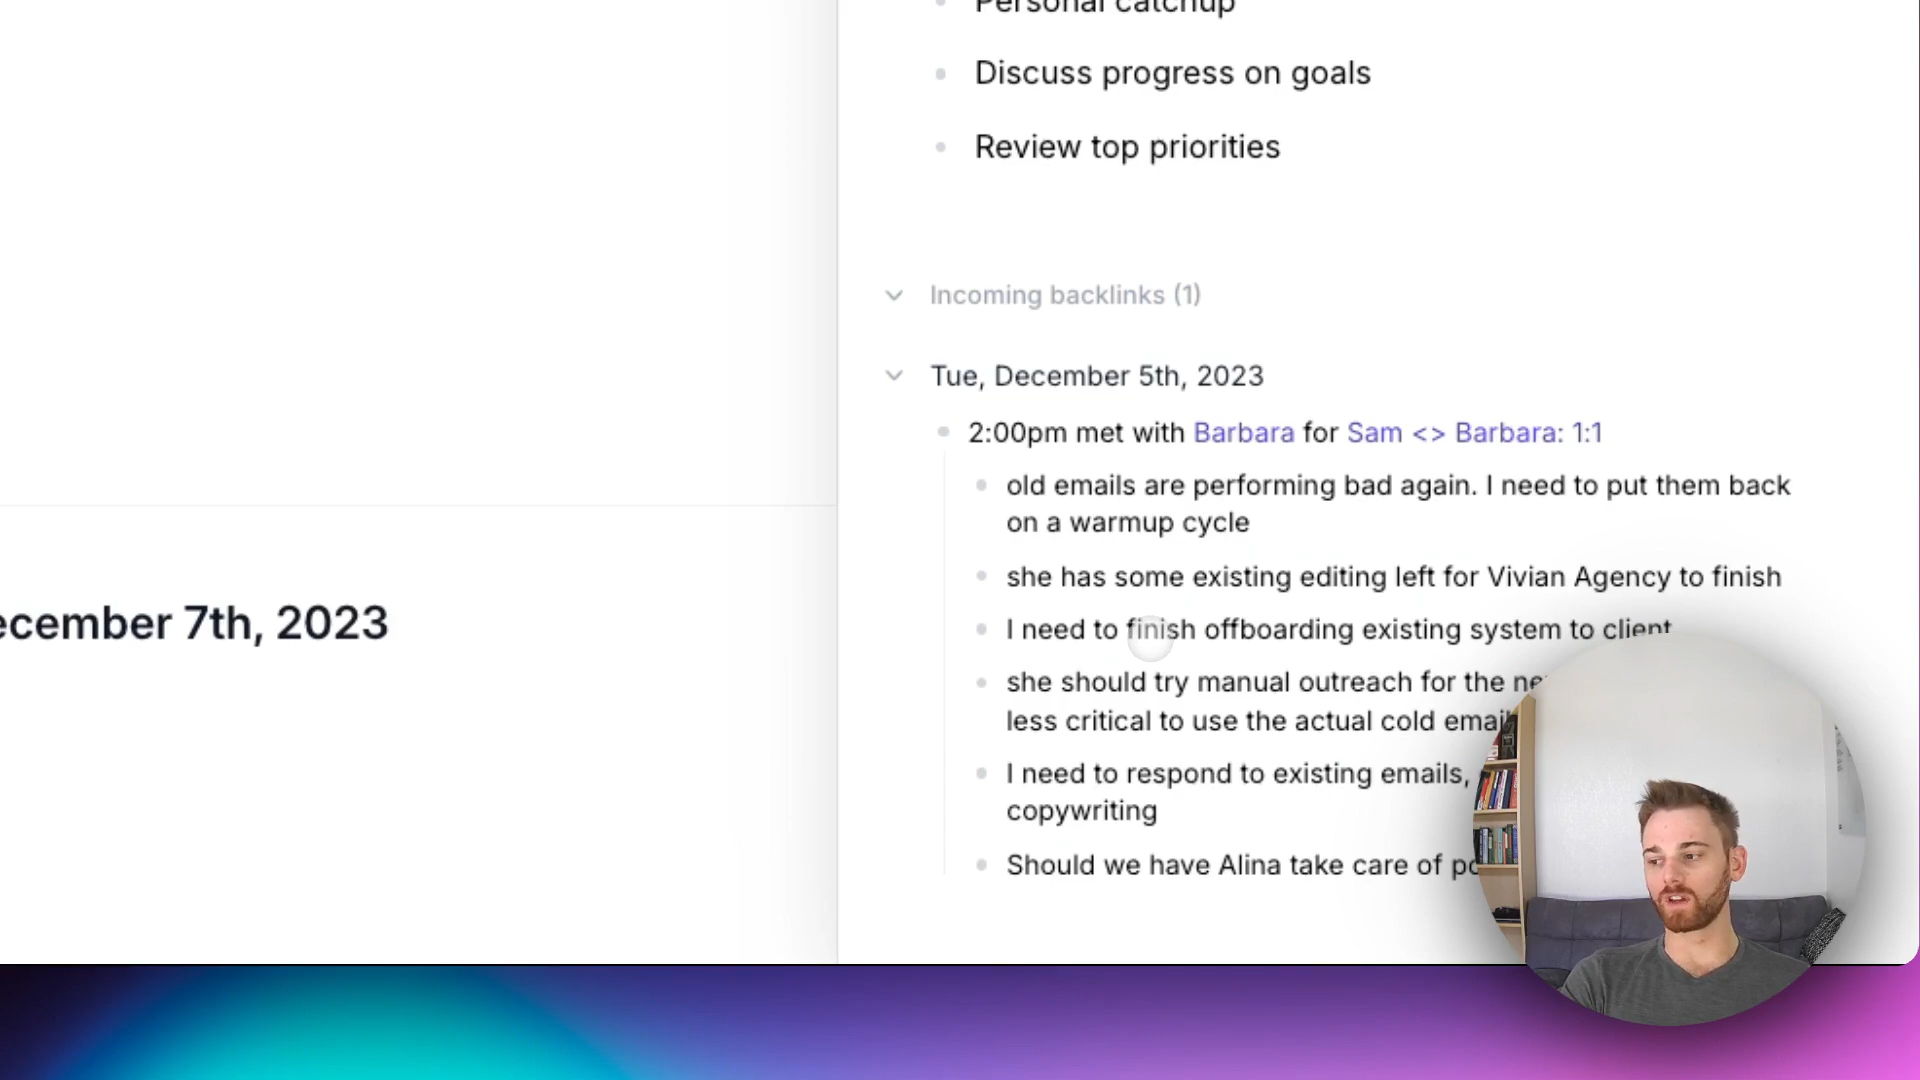 Personal catchup
Discuss progress on goals
Review top priorities
Incoming backlinks (1)
Tue, December 5th, 2023
2:00pm met with Barbara for Sam <> Barbara: 1:1
old emails are performing bad again. I need to put them back
on a warmup cycle
she has some existing editing left for Vivian Agency to finish
I need to finish offboarding existing system to client
she should try manual outreach for the
less critical to use the actual cold email
I need to respond to existing emails,
copywriting
Should we have Alina take care of
ecember 7th, 2023